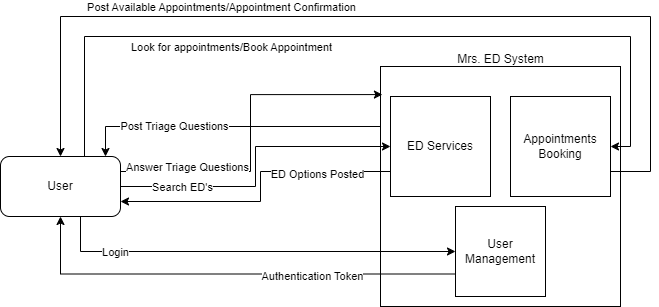 Post Available Appointments/Appointment Confirmation
Look for appointments/Book Appointment
Mrs. ED System
Post Triage Questions
ED Services
Appointments
Booking
Answer Triage Questions
ED Options Posted
User
Search ED's
User
Management
Login
Authentication Token